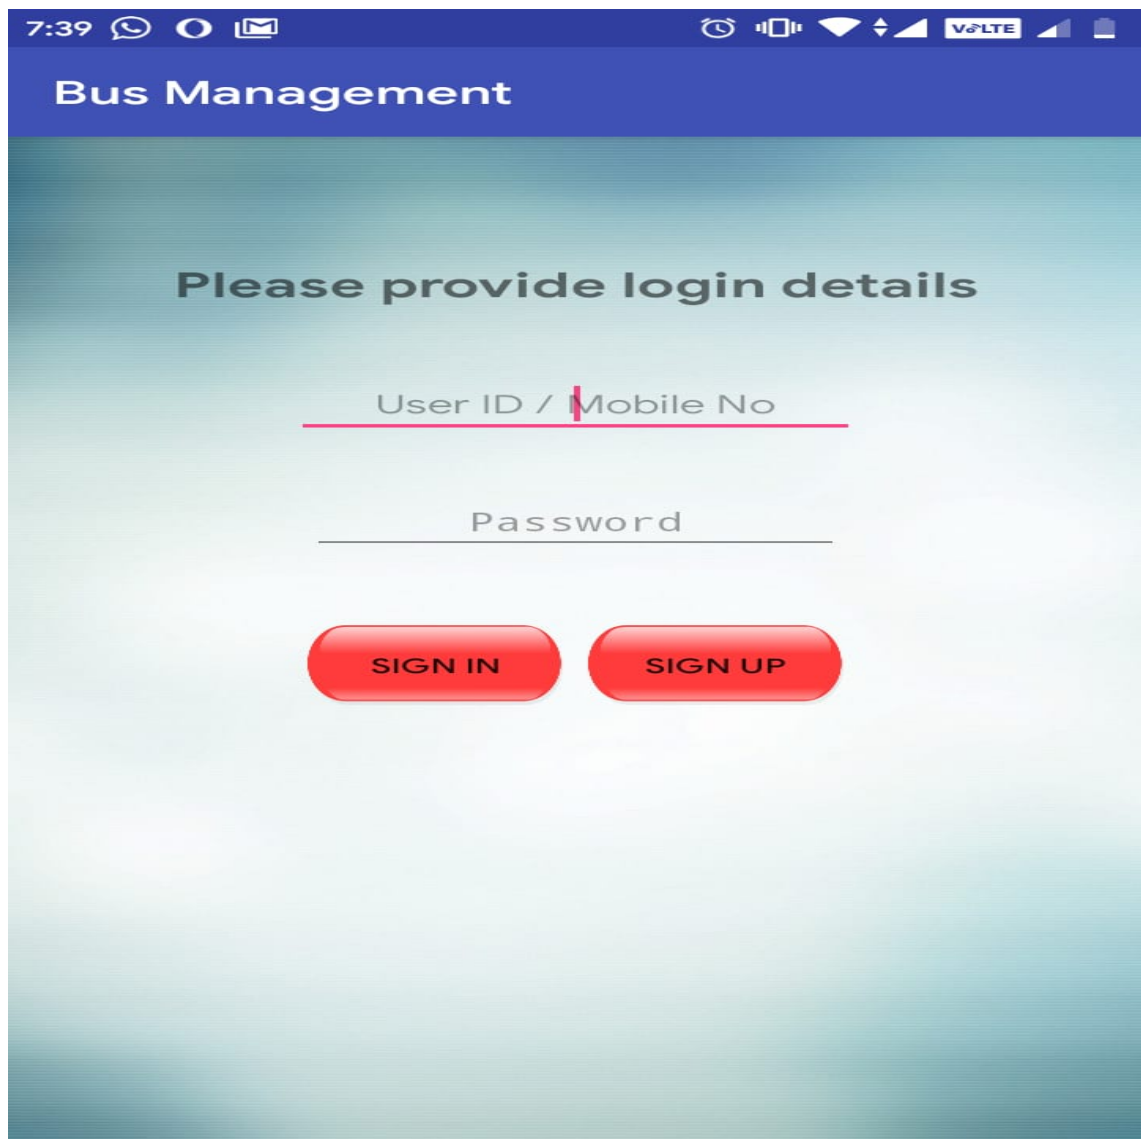 7:39 VoLTE
Bus Management
Please provide login details
User ID / Mobile No
Password
SIGN IN SIGN UP